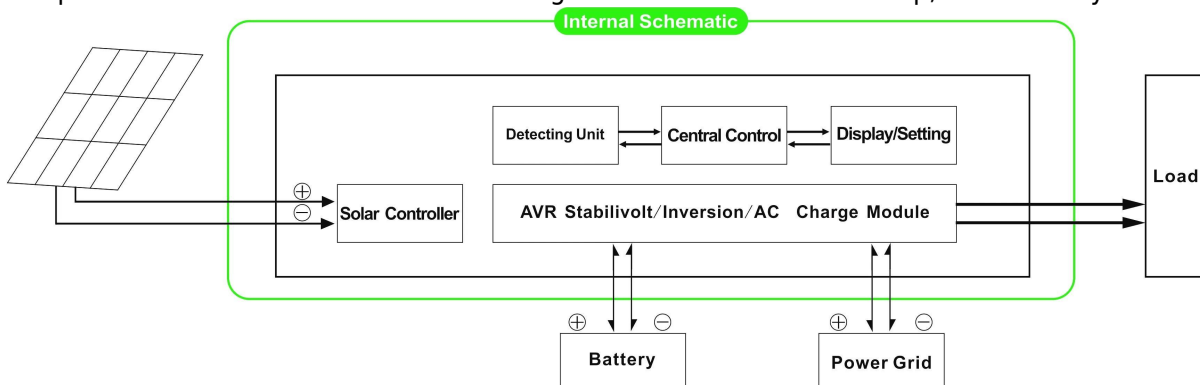 Internal Schematic
Detecting Unit
Central Control
Display/Setting
Load
⊕
⊖
Solar Controller
AVR Stabilivolt/Inversion/AC Charge Module
⊕ ⊖
⊕ ⊖
Battery
Power Grid